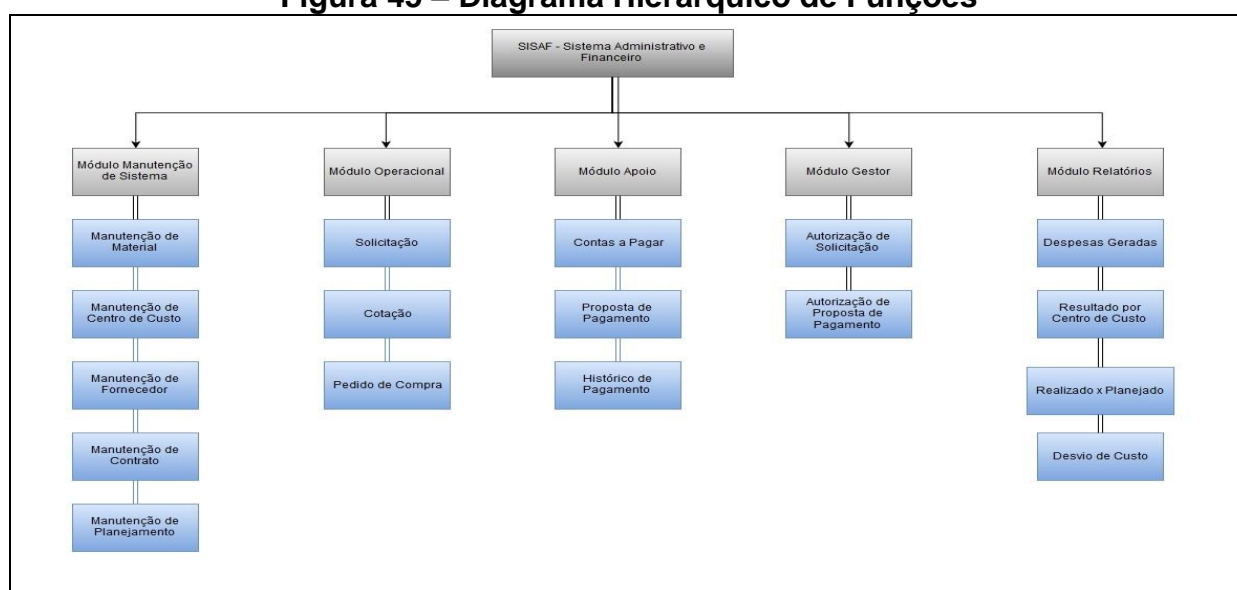 Figura 45 – Diagrama Hierárquico de Funções
SISAF - Sistema Administrativo e
Financeiro
Módulo Manutenção
de Sistema
Módulo Operacional
Módulo Apoio
Módulo Gestor
Módulo Relatórios
Manutenção de
Material
Manutenção de
Centro de Custo
Manutenção de
Fornecedor
Manutenção de
Contrato
Manutenção de
Planejamento
Solicitação
Cotação
Pedido de Compra
Contas a Pagar
Proposta de
Pagamento
Histórico de
Pagamento
Autorização de
Solicitação
Autorização de
Proposta de
Pagamento
Despesas Geradas
Resultado por
Centro de Custo
Realizado x Planejado
Desvio de Custo